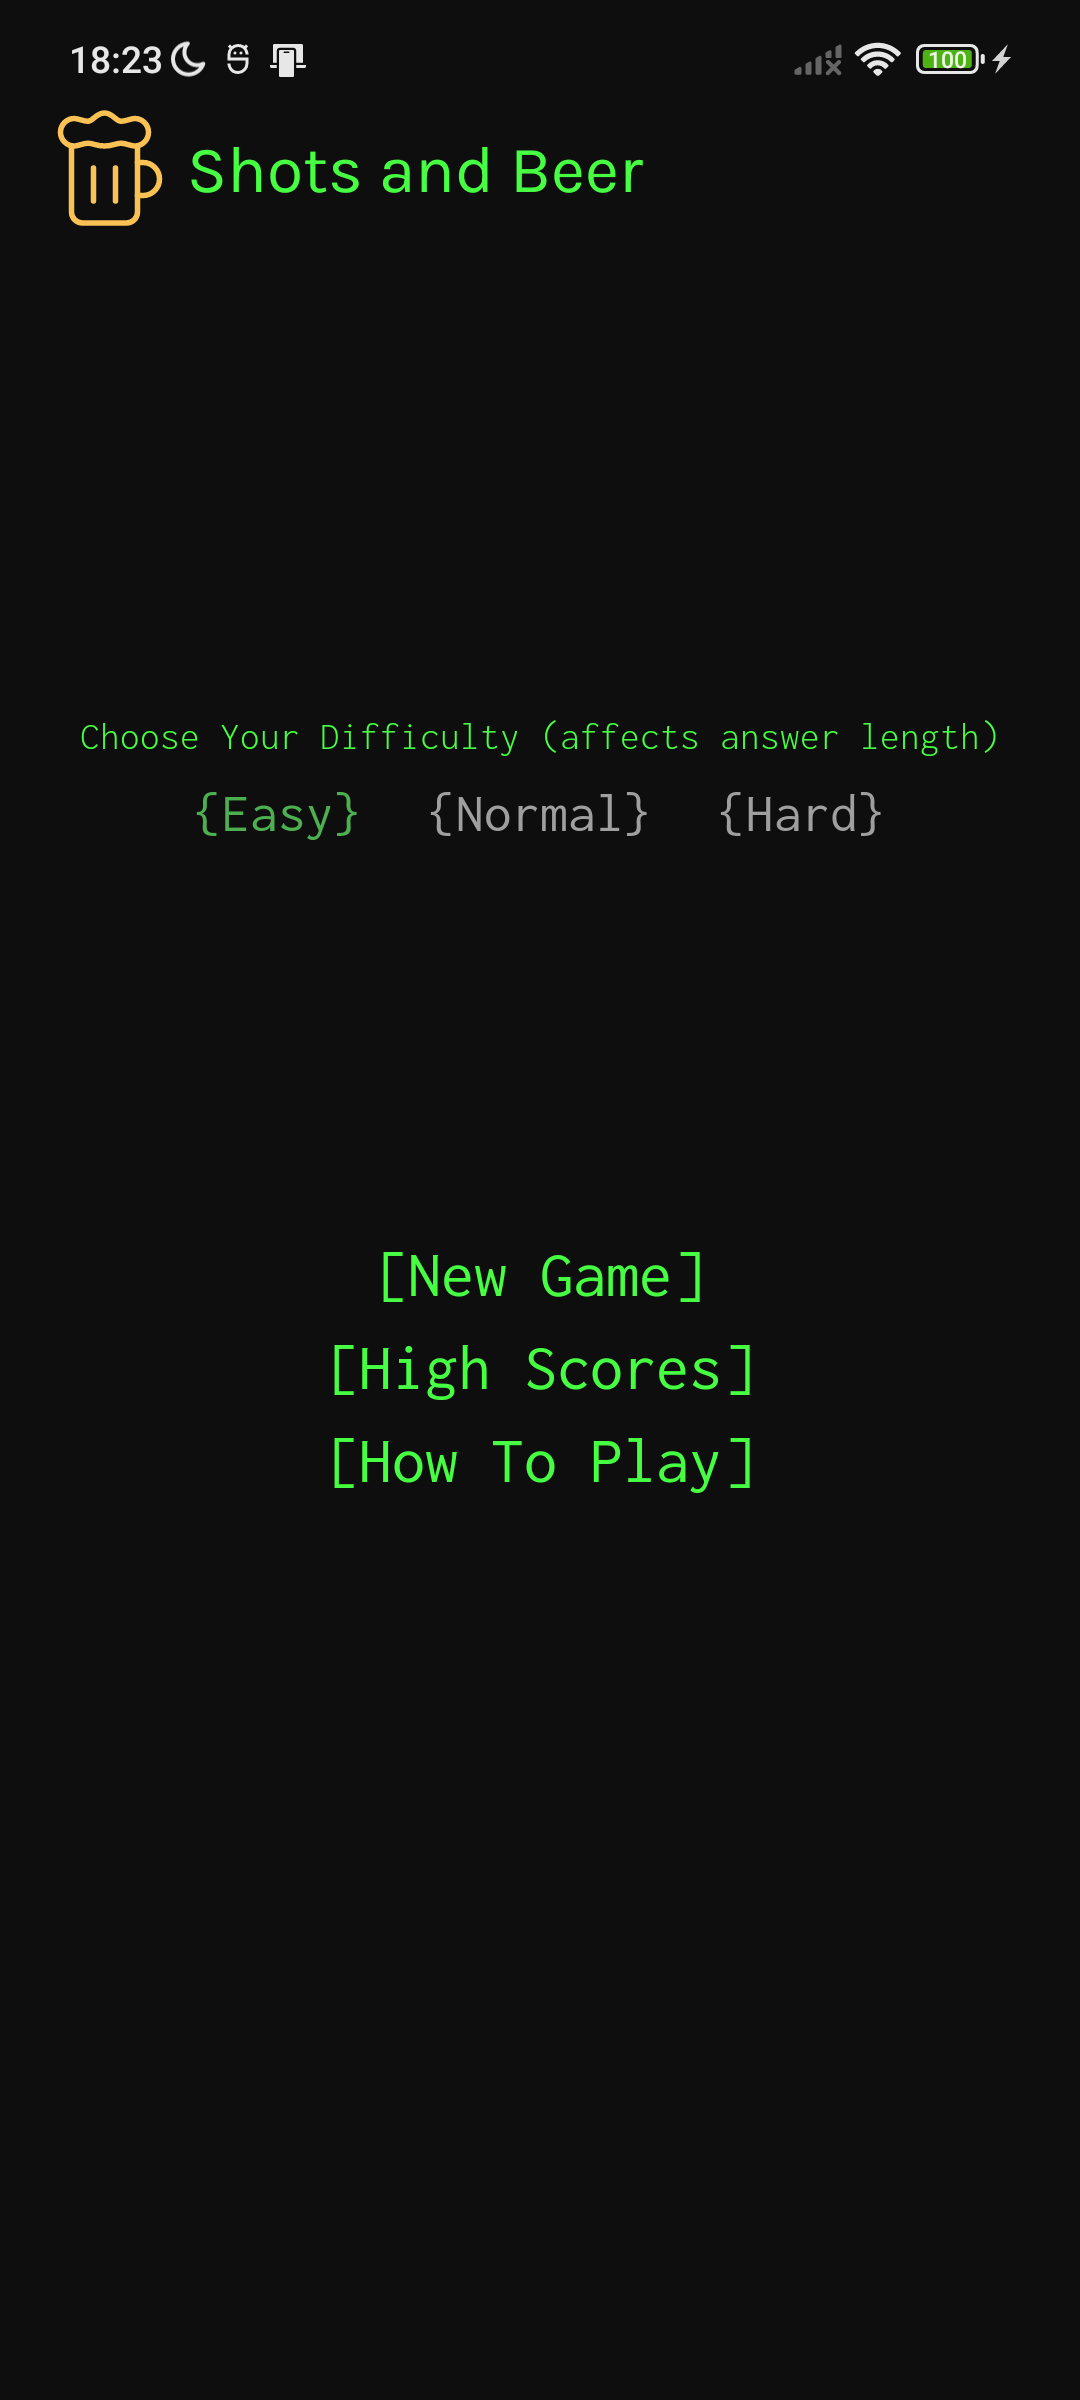 18:23 100
Shots and Beer
Choose Your Difficulty (affects answer length)
{Easy} {Normal} {Hard}
[New Game]
[High Scores]
[How To Play]